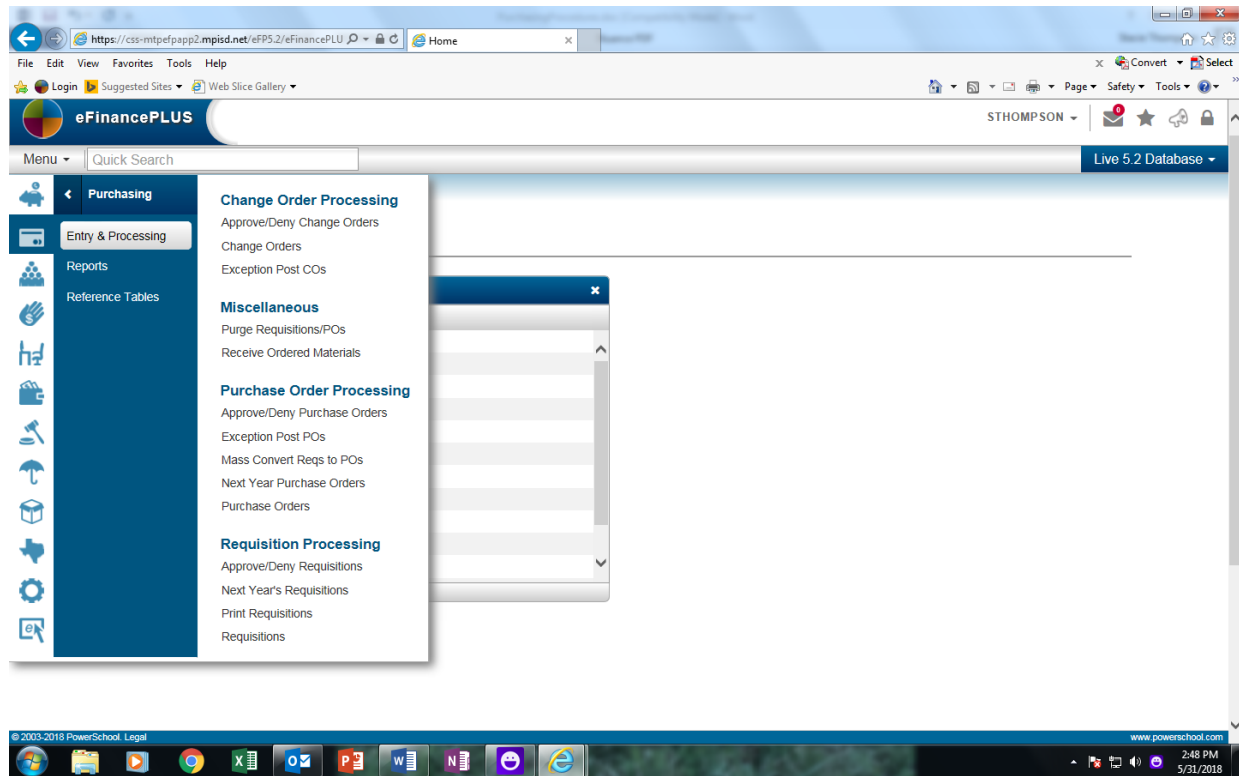 https://css-mtpefpapp2.mpisd.net/eFP5.2/eFinancePLU
Home
File Edit View Favorites Tools Help
x Convert Select
Login Suggested Sites Web Slice Gallery
Page Safety Tools
eFinancePLUS
STHOMPSON
0
Menu Quick Search
Live 5.2 Database
Purchasing
Entry & Processing
Reports
Reference Tables
Change Order Processing
Approve/Deny Change Orders
Change Orders
Exception Post COs
Miscellaneous
Purge Requisitions/POs
Receive Ordered Materials
Purchase Order Processing
Approve/Deny Purchase Orders
Exception Post POs
Mass Convert Reqs to POs
Next Year Purchase Orders
Purchase Orders
Requisition Processing
Approve/Deny Requisitions
Next Year's Requisitions
Print Requisitions
Requisitions
© 2003-2018 PowerSchool. Legal
www.powerschool.com
2:48 PM
5/31/2018